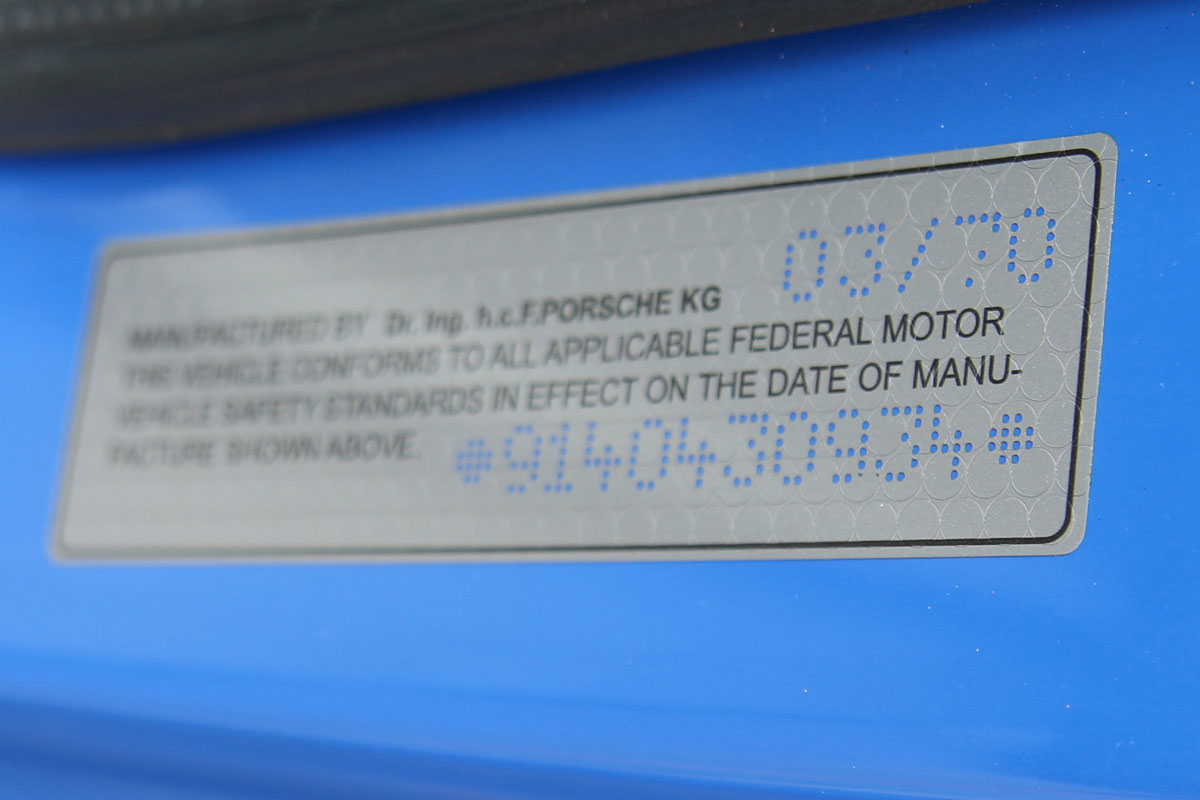 03/70
MANUFACTURED BY Dr. Ing. h.c.F.PORSCHE KG
THE VEHICLE CONFORMS TO ALL APPLICABLE FEDERAL MOTOR
VEHICLE SAFETY STANDARDS IN EFFECT ON THE DATE OF MANU-
FACTURE SHOWN ABOVE. *9140430934*